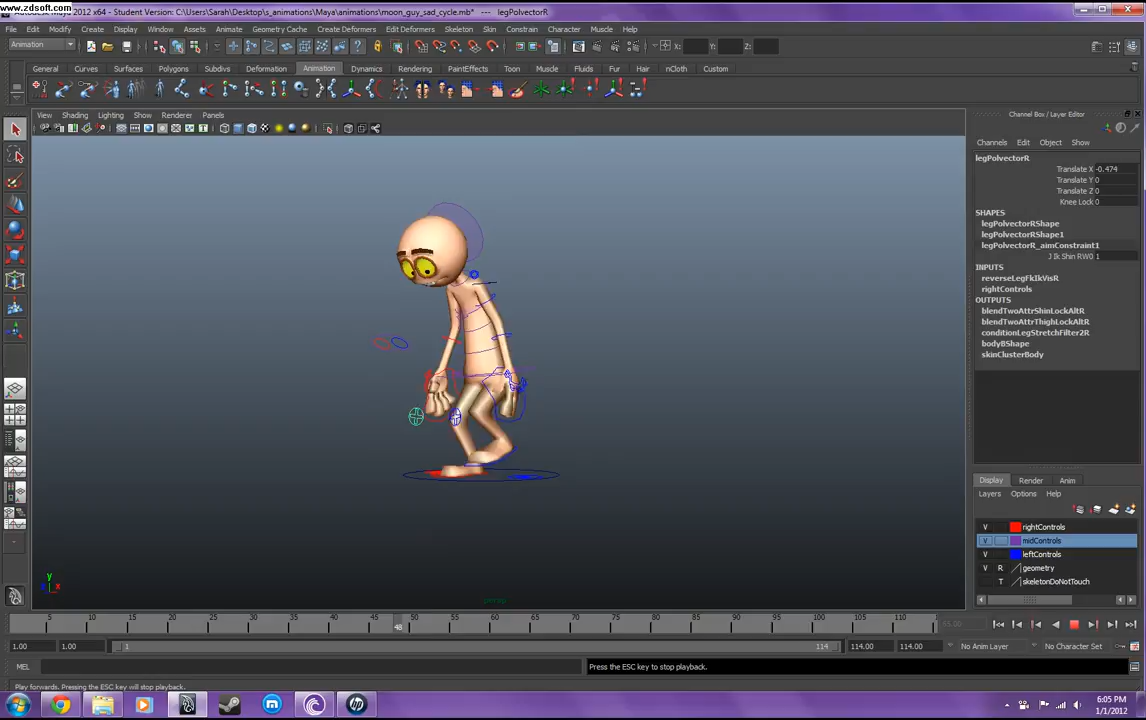 www.zdsoft.com
Autodesk Maya 2012 x64 - Student Version: C:\Users\Sarah\Desktop\s_animations\Maya\animations\moon_guy_sad_cycle.mb* --- legPolvectorR
File Edit Modify Create Display Window Assets Animate Geometry Cache Create Deformers Edit Deformers Skeleton Skin Constrain Character Muscle Help
Animation X: Y: Z:
General Curves Surfaces Polygons Subdivs Deformation Animation Dynamics Rendering PaintEffects Toon Muscle Fluids Fur Hair nCloth Custom
View Shading Lighting Show Renderer Panels
Channel Box / Layer Editor
Channels Edit Object Show
legPolvectorR
Translate X -0.474
Translate Y 0
Translate Z 0
Knee Lock 0
SHAPES
legPolvectorRShape
legPolvectorRShape1
legPolvectorR_aimConstraint1
J Ik Shin RW0 1
INPUTS
reverseLegFkIkVisR
rightControls
OUTPUTS
blendTwoAttrShinLockAltR
blendTwoAttrThighLockAltR
conditionLegStretchFilter2R
bodyBShape
skinClusterBody
Display Render Anim
Layers Options Help
V rightControls
V midControls
V leftControls
V R geometry
T skeletonDoNotTouch
y
x
persp
5 10 15 20 25 30 35 40 45 48 50 55 60 65 70 75 80 85 90 95 100 105 110
1.00 1.00 1 114 114.00 114.00 No Anim Layer No Character Set
MEL Press the ESC key to stop playback.
Play forwards. Pressing the ESC key will stop playback.
6:05 PM
1/1/2012